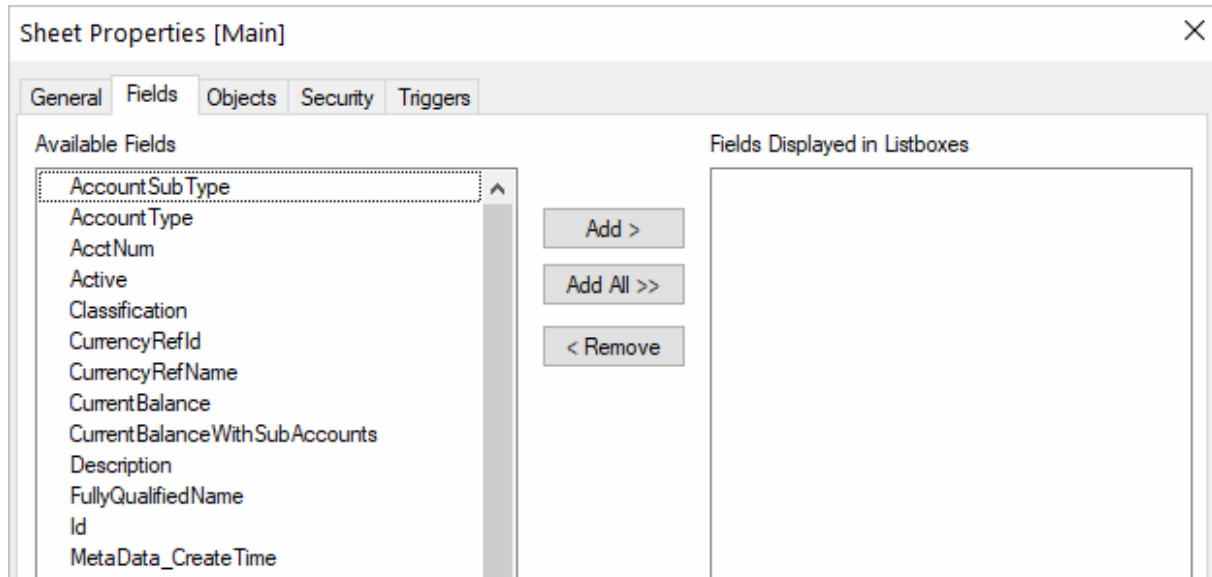 Sheet Properties [Main]
General Fields Objects Security Triggers
Available Fields
Fields Displayed in Listboxes
AccountSubType
AccountType
AcctNum
Active
Classification
CurrencyRefId
CurrencyRefName
CurrentBalance
CurrentBalanceWithSubAccounts
Description
FullyQualifiedName
Id
MetaData_CreateTime
Add >
Add All >>
< Remove